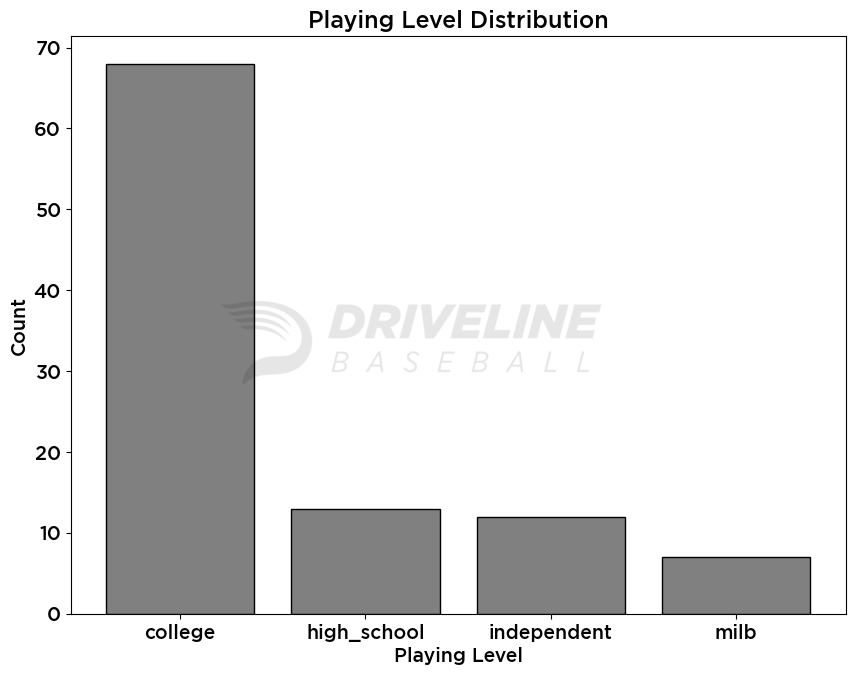 Playing Level Distribution
70
60
50
40
30
20
10
0
Count
DRIVELINE
BASEBALL
college
high_school
independent
milb
Playing Level